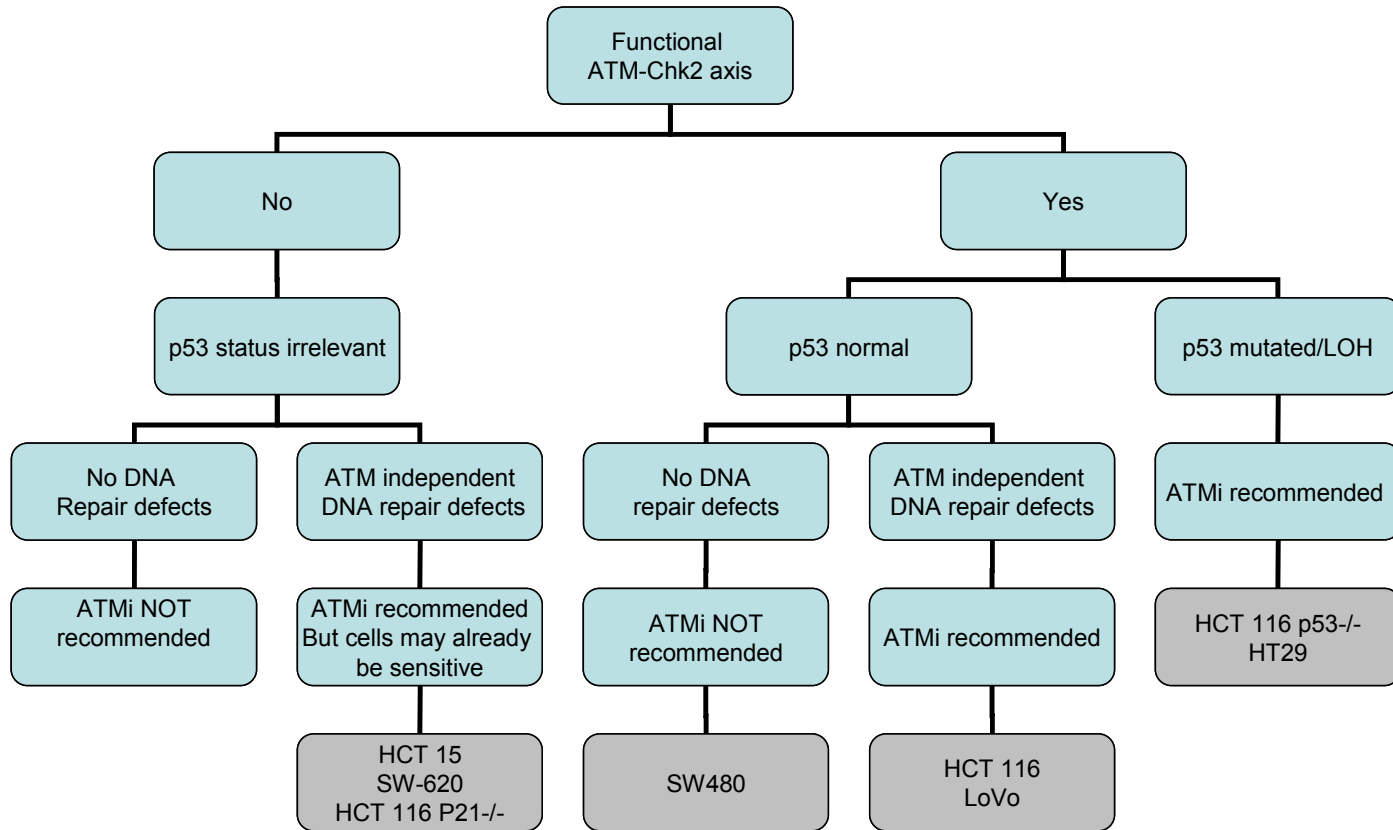 Functional
ATM-Chk2 axis
No
Yes
p53 status irrelevant
p53 normal
p53 mutated/LOH
No DNA
Repair defects
ATM independent
DNA repair defects
No DNA
repair defects
ATM independent
DNA repair defects
ATMi recommended
ATMi NOT
recommended
ATMi recommended
But cells may already
be sensitive
ATMi NOT
recommended
ATMi recommended
HCT 116 p53-/-
HT29
HCT 15
SW-620
HCT 116 P21-/-
SW480
HCT 116
LoVo